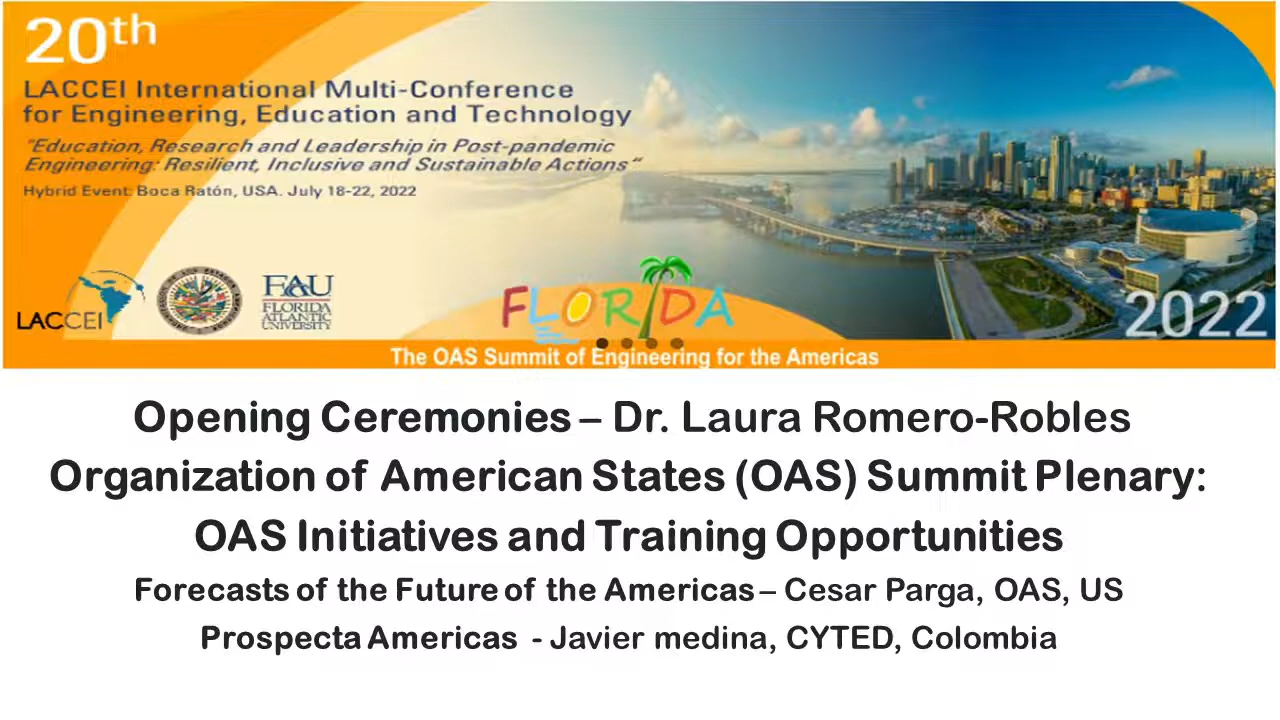 20th
LACCEI International Multi-Conference
for Engineering, Education and Technology
"Education, Research and Leadership in Post-pandemic
Engineering: Resilient, Inclusive and Sustainable Actions"
Hybrid Event: Boca Ratón, USA. July 18-22, 2022
LACCEI
FAU
FLORIDA
ATLANTIC
UNIVERSITY
FLORIDA
2022
The OAS Summit of Engineering for the Americas
Opening Ceremonies – Dr. Laura Romero-Robles
Organization of American States (OAS) Summit Plenary:
OAS Initiatives and Training Opportunities
Forecasts of the Future of the Americas – Cesar Parga, OAS, US
Prospecta Americas - Javier medina, CYTED, Colombia